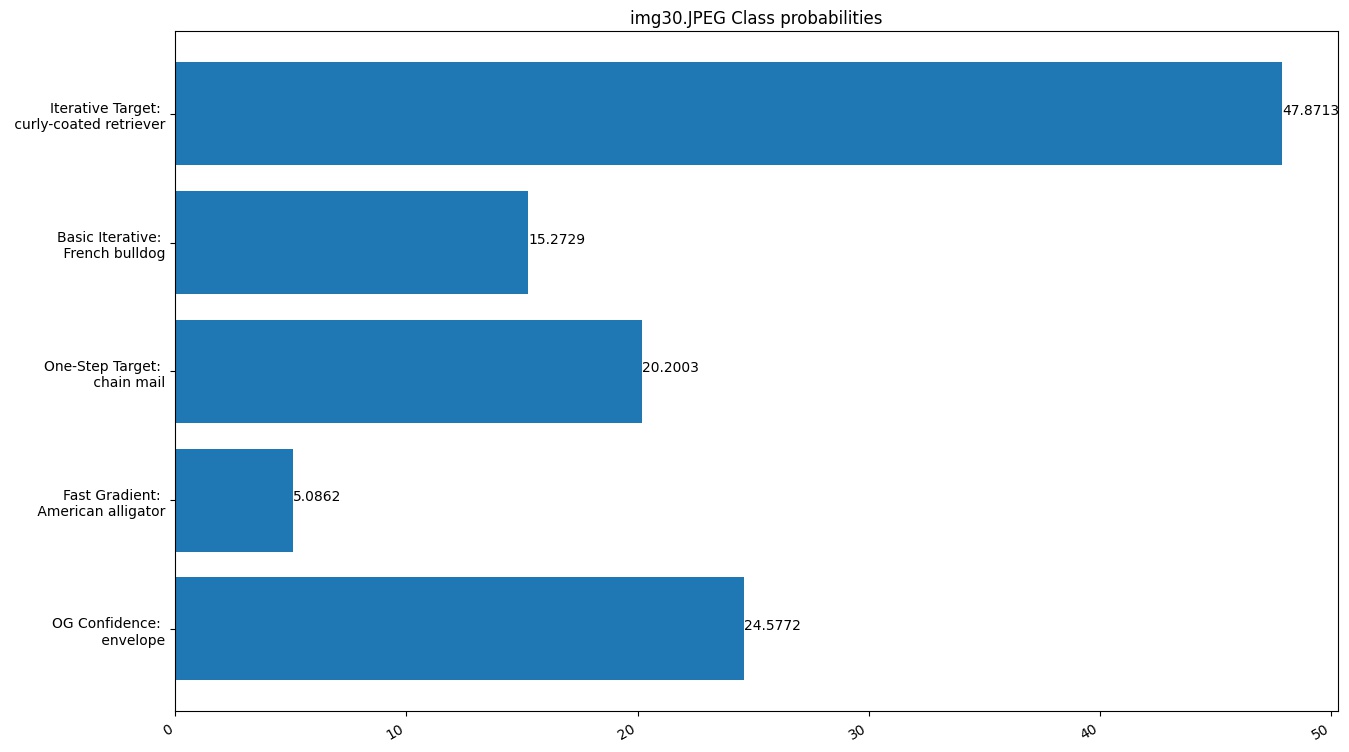 img30.JPEG Class probabilities
Iterative Target:
curly-coated retriever
47.8713
Basic Iterative:
French bulldog
15.2729
One-Step Target:
chain mail
20.2003
Fast Gradient:
American alligator
5.0862
OG Confidence:
envelope
24.5772
0 10 20 30 40 50